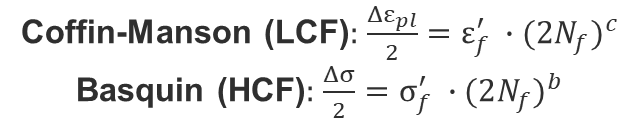 Coffin-Manson (LCF): Δε_pl/2 = ε′_f · (2N_f)^c
Basquin (HCF): Δσ/2 = σ′_f · (2N_f)^b